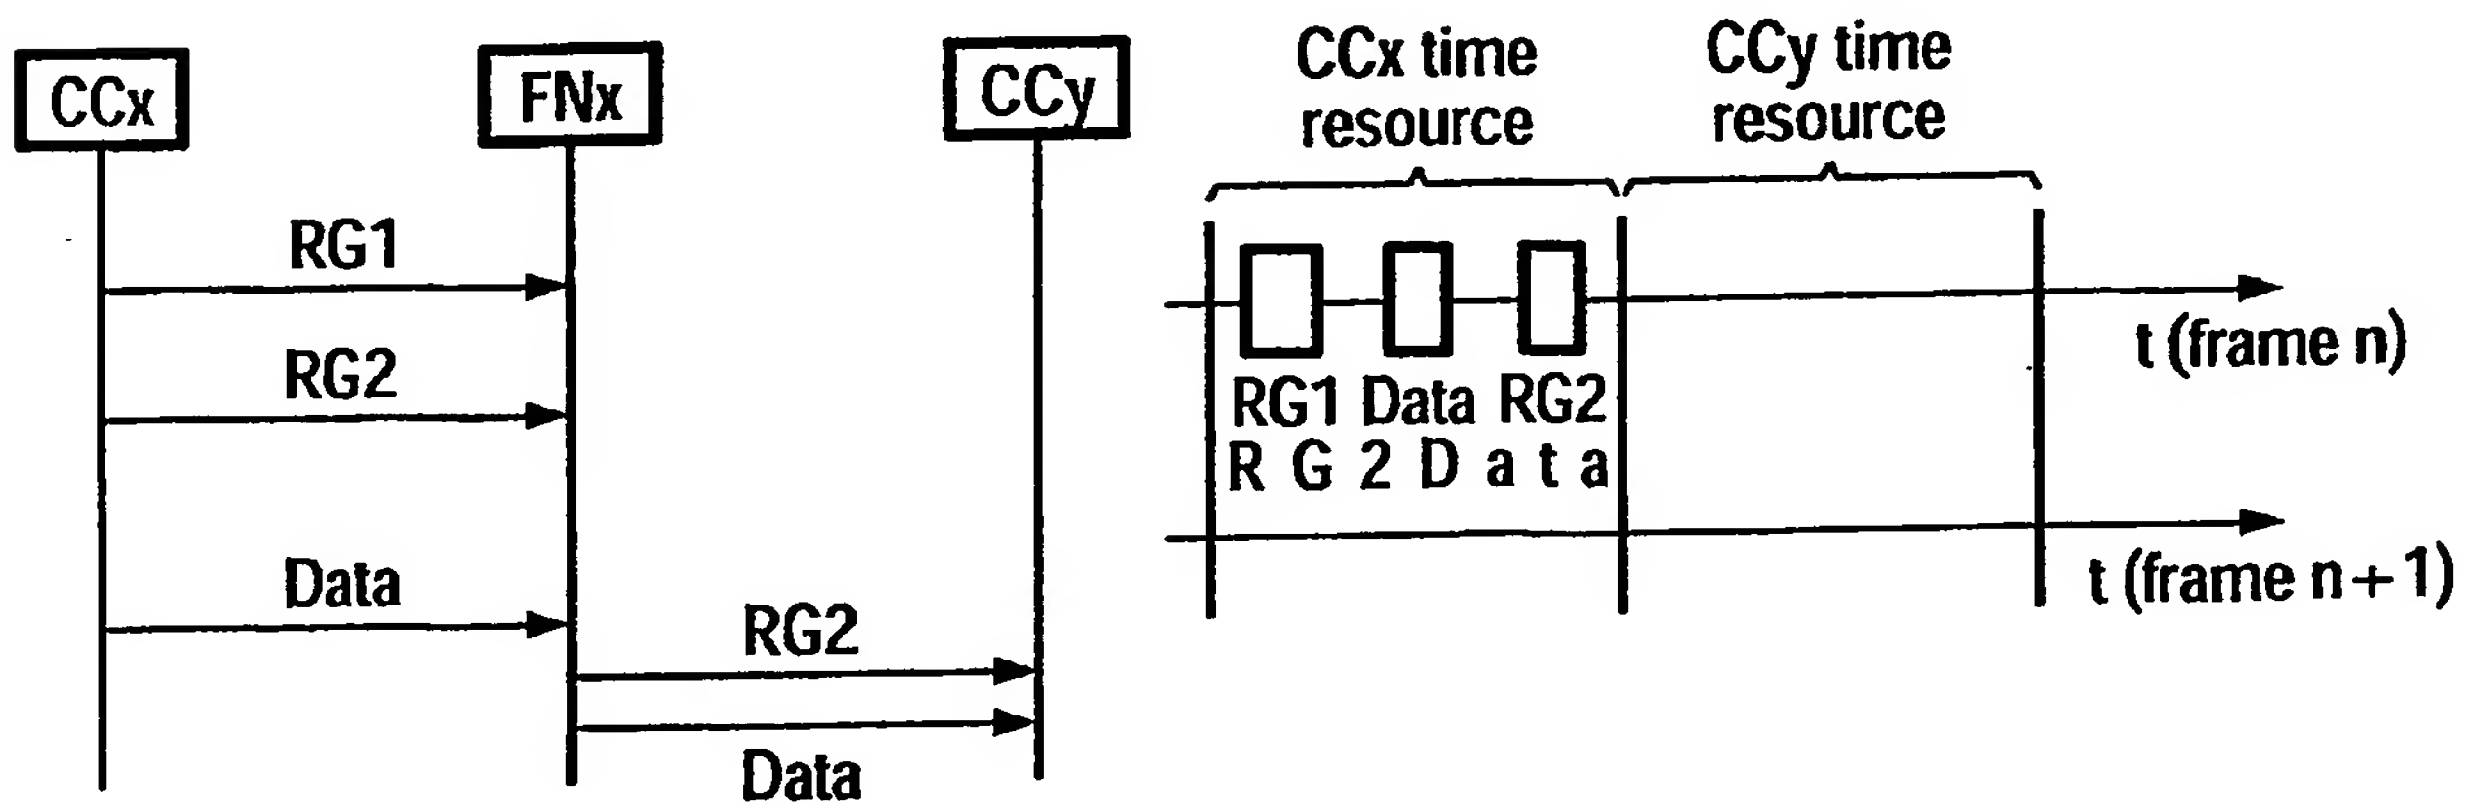 CCx
FNx
CCy
RG1
RG2
Data
RG2
Data
CCx time
resource
CCy time
resource
RG1 Data RG2
R G 2 D a t a
t (frame n)
t (frame n+1)